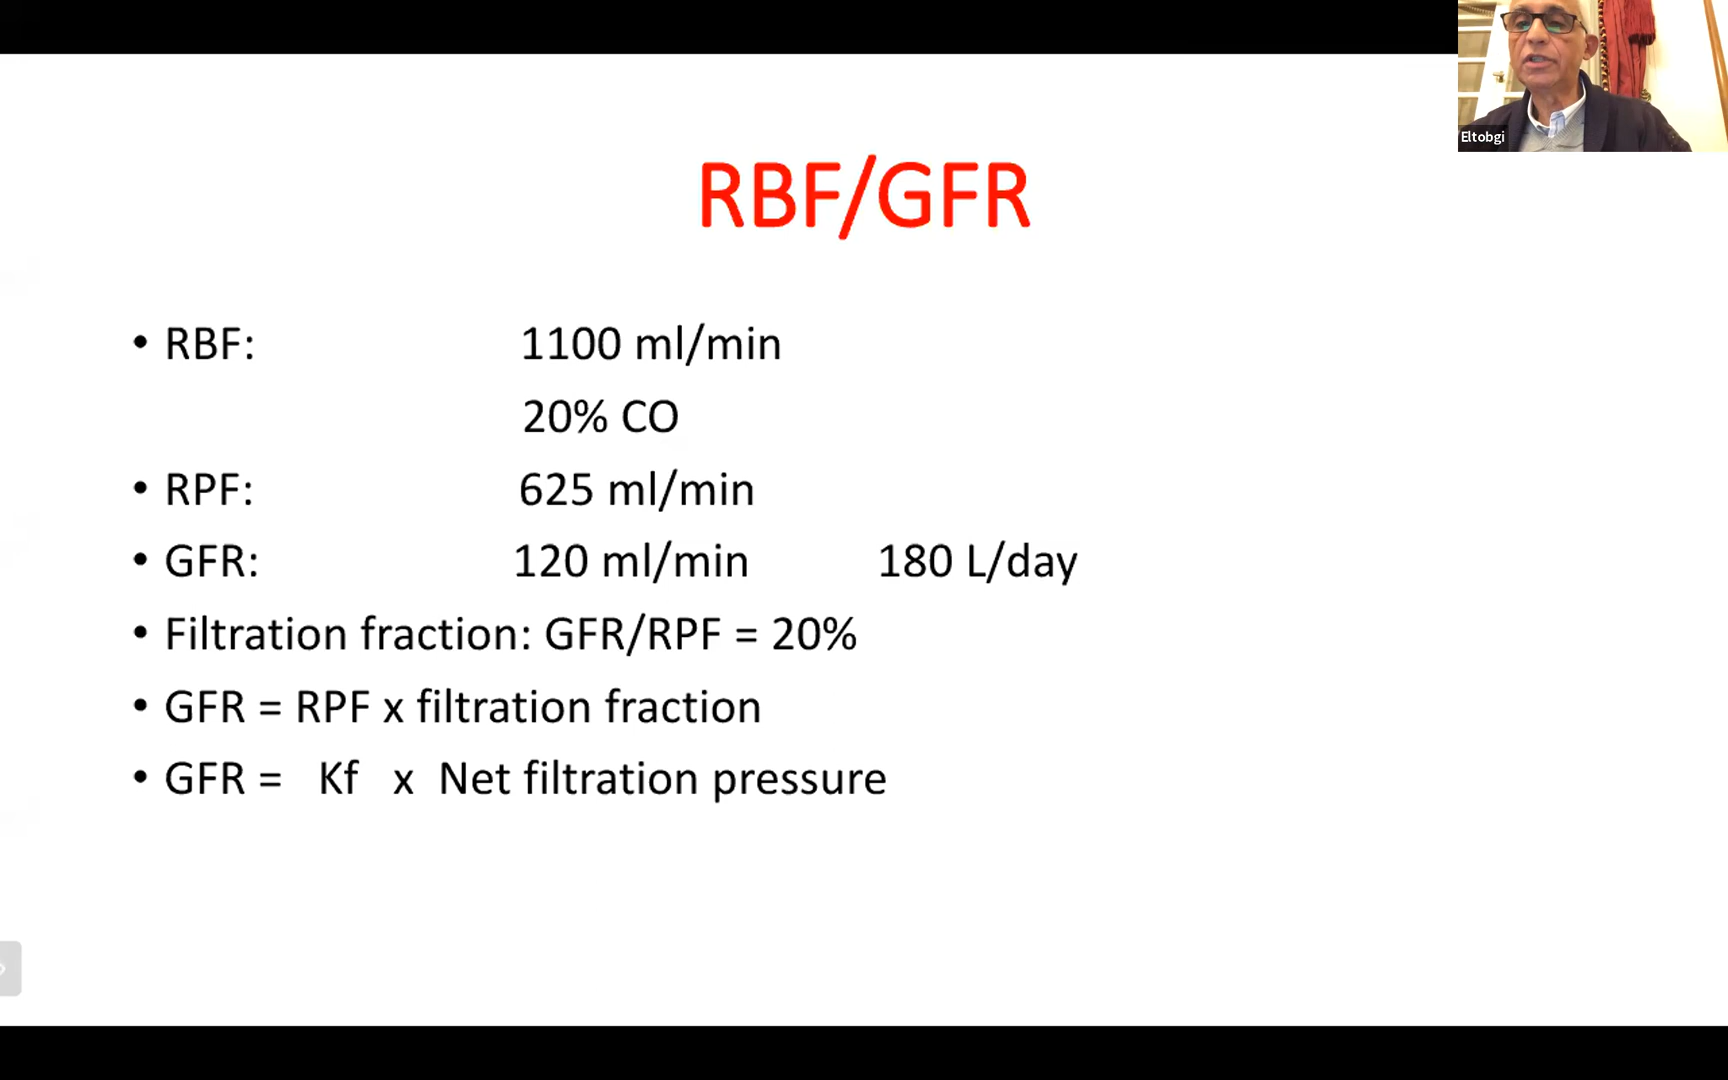 Eltobgi
RBF/GFR
• RBF: 1100 ml/min
20% CO
• RPF: 625 ml/min
• GFR: 120 ml/min 180 L/day
• Filtration fraction: GFR/RPF = 20%
• GFR = RPF x filtration fraction
• GFR = Kf x Net filtration pressure